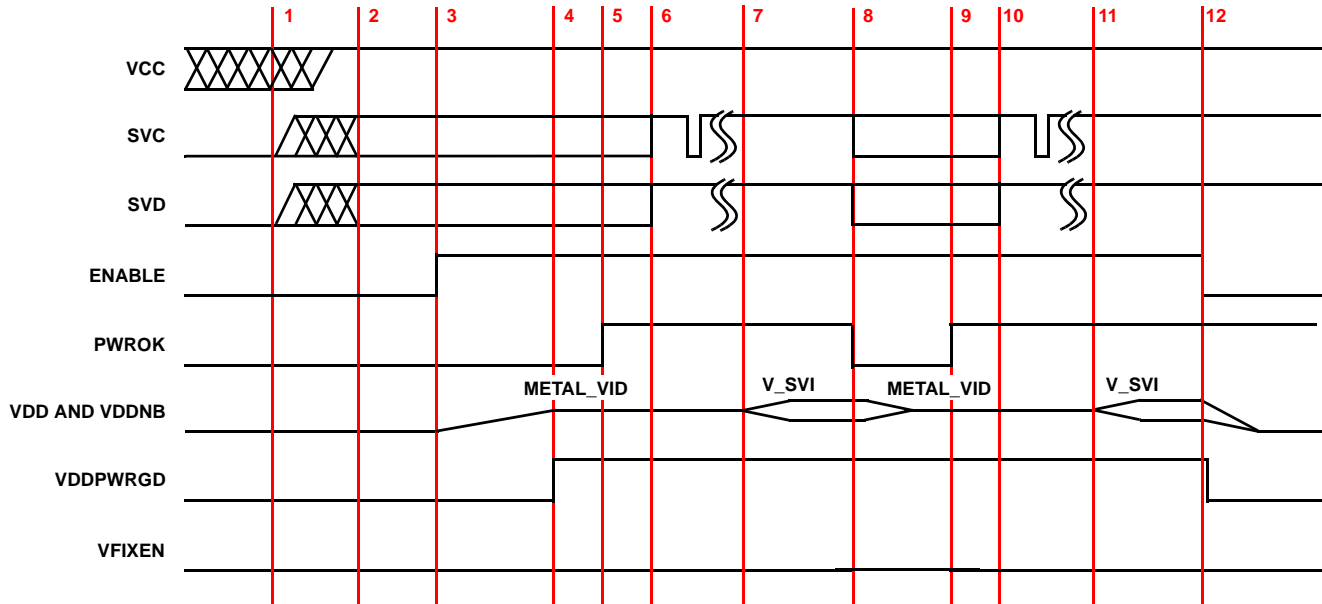 1 2 3 4 5 6 7 8 9 10 11 12
VCC
SVC
SVD
ENABLE
PWROK
METAL_VID V_SVI METAL_VID V_SVI
VDD AND VDDNB
VDDPWRGD
VFIXEN